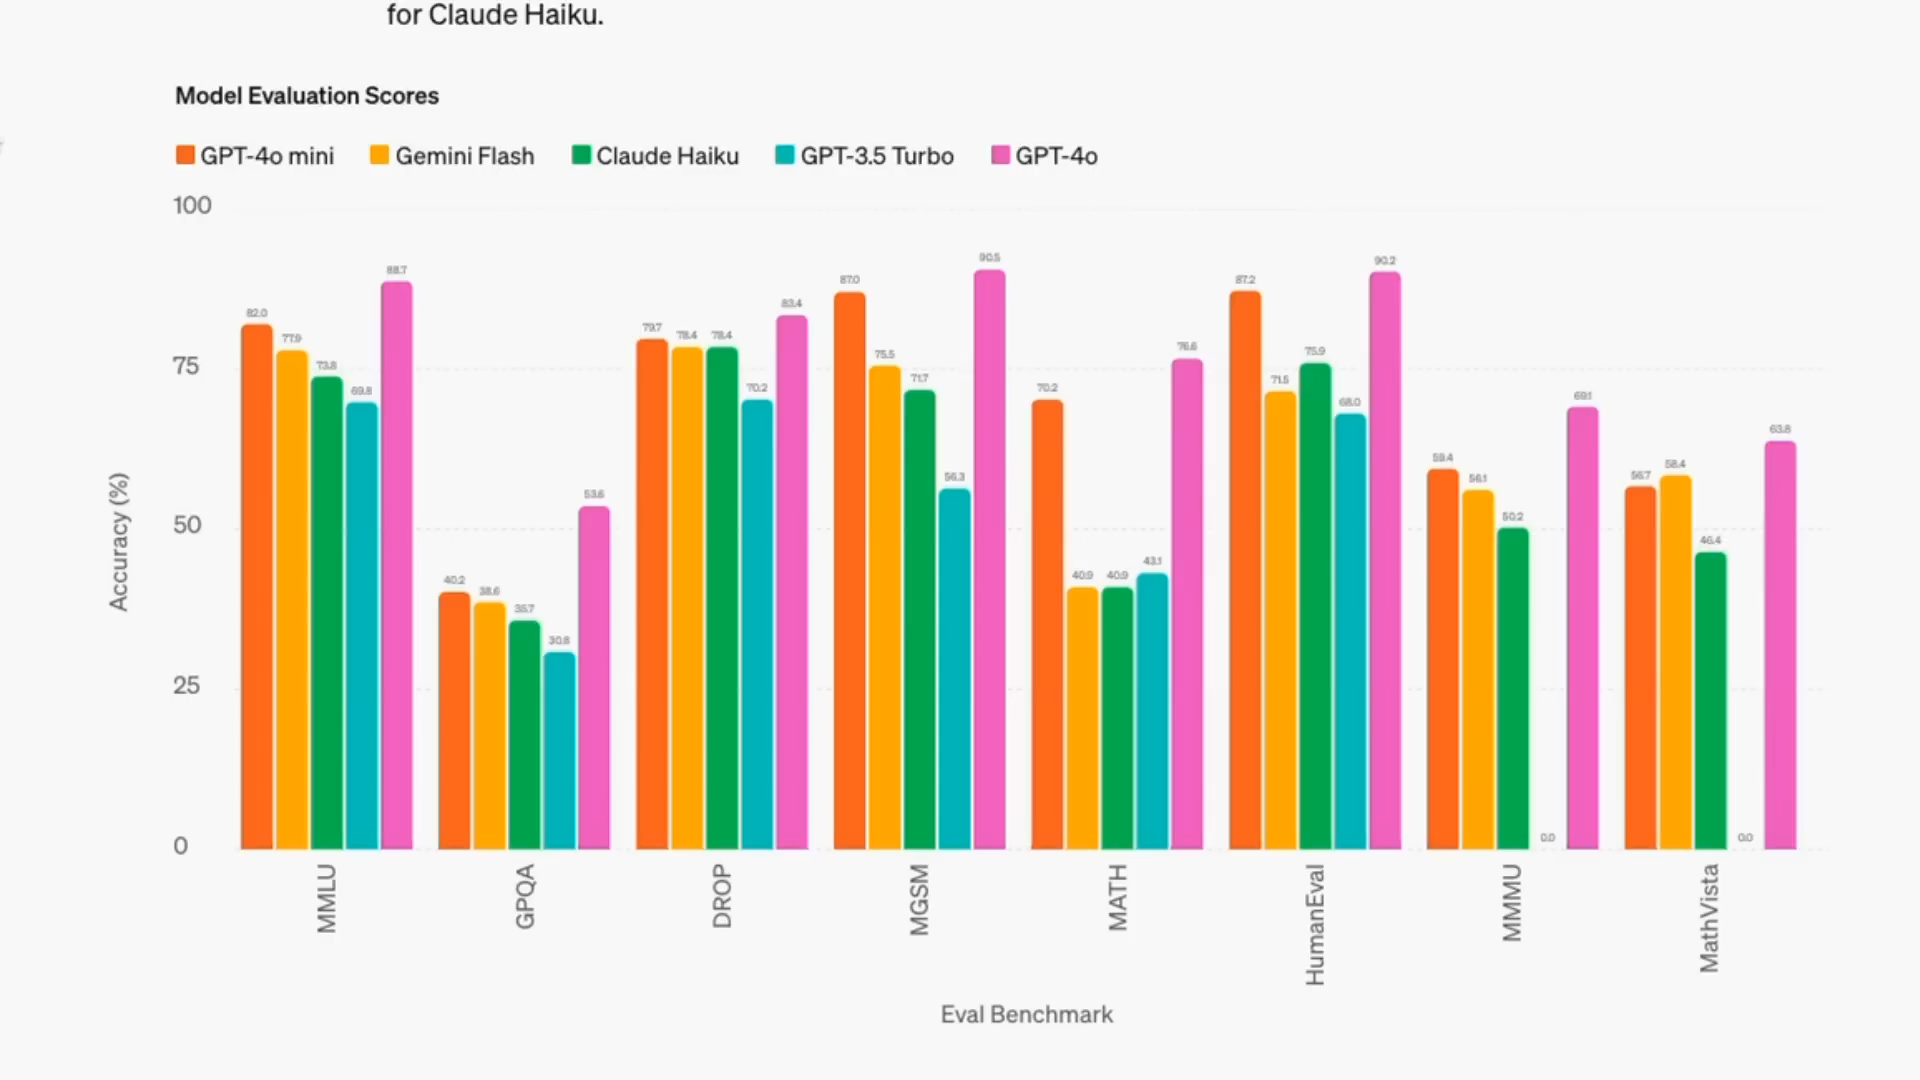 for Claude Haiku.
Model Evaluation Scores
GPT-4o mini Gemini Flash Claude Haiku GPT-3.5 Turbo GPT-4o
100
75
50
25
0
Accuracy (%)
82.0 77.9 73.8 69.8 88.7
40.2 38.6 35.7 30.8 53.6
79.7 78.4 78.4 70.2 83.4
87.0 75.5 71.7 56.3 90.5
70.2 40.9 40.9 43.1 76.6
87.2 71.5 75.9 68.0 90.2
59.4 56.1 50.2 0.0 69.1
56.7 58.4 46.4 0.0 63.8
MMLU
GPQA
DROP
MGSM
MATH
HumanEval
MMMU
MathVista
Eval Benchmark